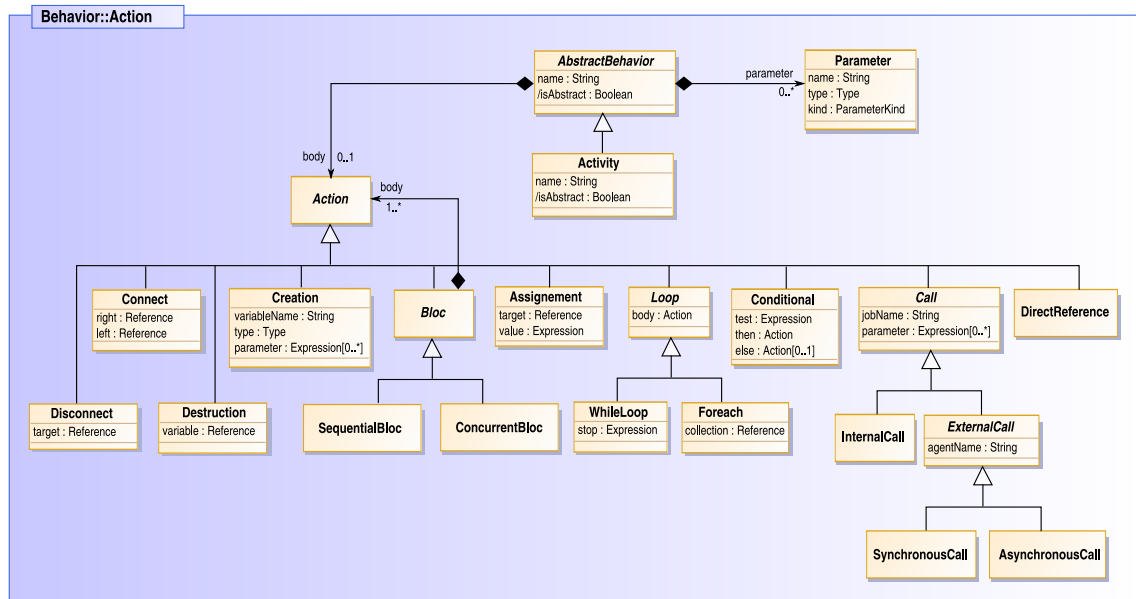 Behavior::Action
AbstractBehavior
name : String
/isAbstract : Boolean
parameter
0..*
Parameter
name : String
type : Type
kind : ParameterKind
Activity
name : String
/isAbstract : Boolean
body
0..1
Action
body
1..*
Connect
right : Reference
left : Reference
Creation
variableName : String
type : Type
parameter : Expression[0..*]
Bloc
Assignement
target : Reference
value : Expression
Loop
body : Action
Conditional
test : Expression
then : Action
else : Action[0..1]
Call
jobName : String
parameter : Expression[0..*]
DirectReference
Disconnect
target : Reference
Destruction
variable : Reference
SequentialBloc
ConcurrentBloc
WhileLoop
stop : Expression
Foreach
collection : Reference
InternalCall
ExternalCall
agentName : String
SynchronousCall
AsynchronousCall